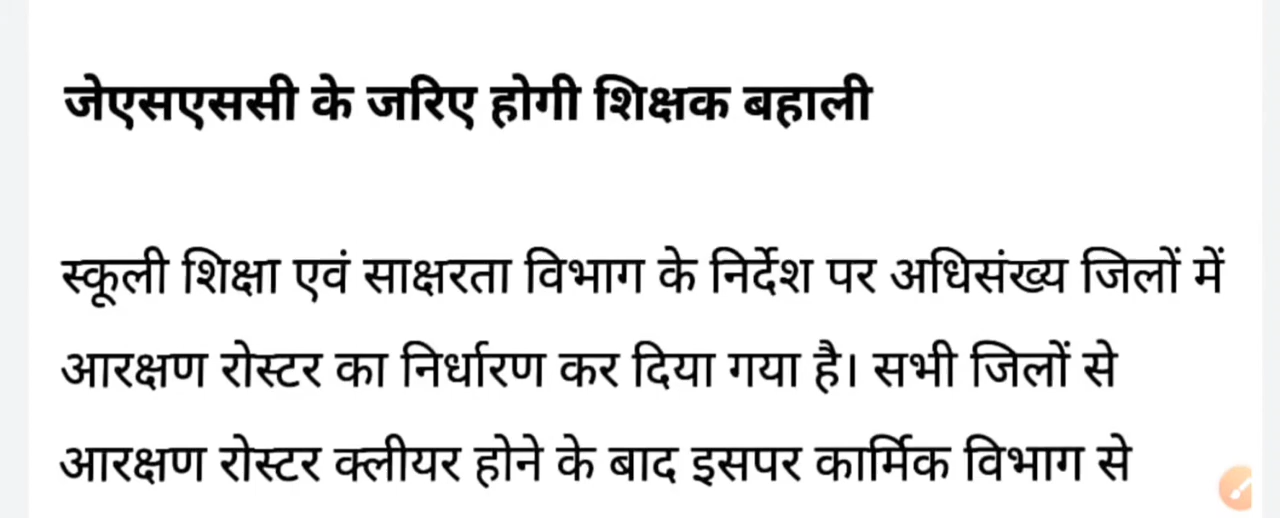 जेएसएससी के जरिए होगी शिक्षक बहाली
स्कूली शिक्षा एवं साक्षरता विभाग के निर्देश पर अधिसंख्य जिलों में
आरक्षण रोस्टर का निर्धारण कर दिया गया है। सभी जिलों से
आरक्षण रोस्टर क्लीयर होने के बाद इसपर कार्मिक विभाग से